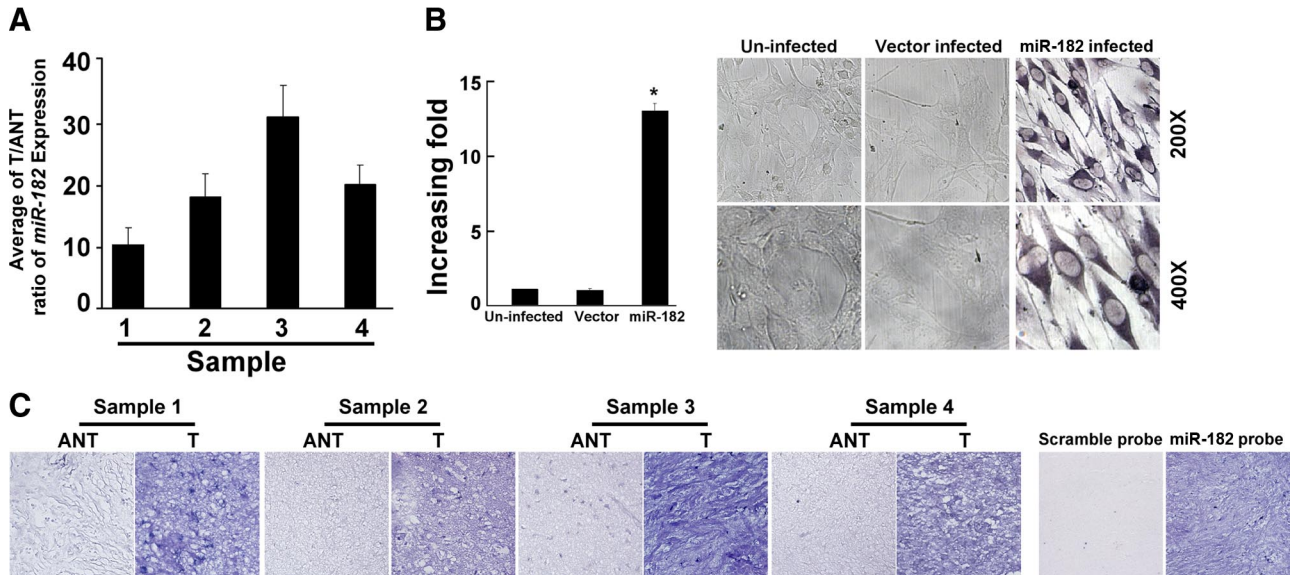 A
Average of T/ANT
ratio of miR-182 Expression
40
30
20
10
0
1 2 3 4
Sample
B
Increasing fold
15
10
5
0
Un-infected Vector miR-182
*
Un-infected Vector infected miR-182 infected
200X
400X
C
Sample 1 Sample 2 Sample 3 Sample 4
ANT T ANT T ANT T ANT T Scramble probe miR-182 probe